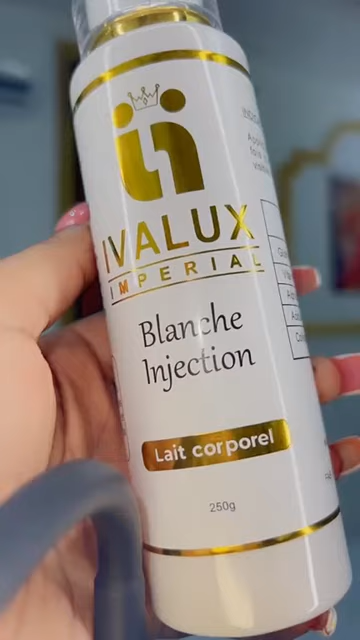 IVALUX
IMPERIAL
Blanche
Injection
Lait corporel
250g